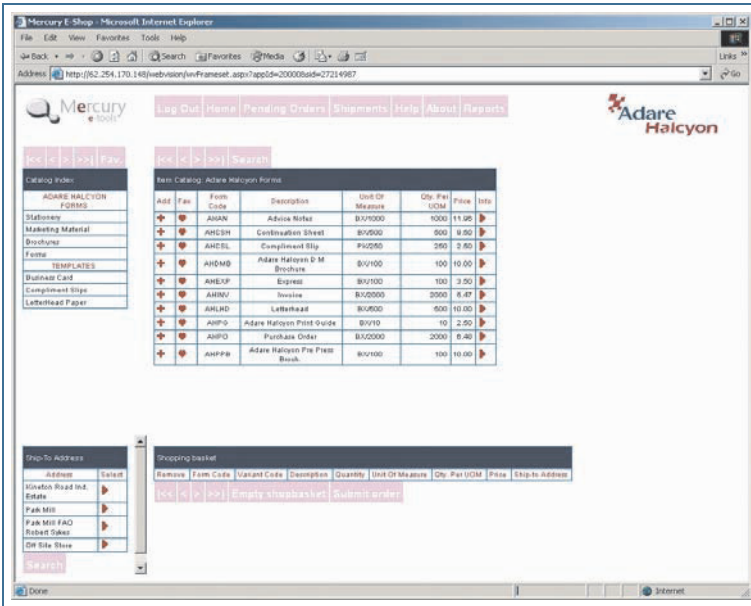 Mercury E-Shop - Microsoft Internet Explorer
File Edit View Favorites Tools Help
Back Search Favorites Media
Links
Address http://62.254.170.148/webvision/wvFrameset.aspx?appId=20000&sid=27214987 Go
Mercury
e-tools
Log Out Home Pending Orders Shipments Help About Reports
Adare
Halcyon
|<< < > >>| Fav.
|<< < > >>| Search
Catalog Index
ADARE HALCYON
FORMS
Stationery
Marketing Material
Brochures
Forms
TEMPLATES
Business Card
Compliment Slips
LetterHead Paper
Item Catalog: Adare Halcyon Forms
Add Fav. Form Code Description Unit Of Measure Qty. Per UOM Price Info
AHAN Advice Notes BX/1000 1000 11.95
AHCSH Continuation Sheet BX/500 500 9.50
AHCSL Compliment Slip PK/250 250 2.50
AHDMB Adare Halcyon D M Brochure BX/100 100 10.00
AHEXP Express BX/100 100 3.50
AHINV Invoice BX/2000 2000 6.47
AHLHD Letterhead BX/500 500 10.00
AHPG Adare Halcyon Print Guide BX/10 10 2.50
AHPO Purchase Order BX/2000 2000 6.40
AHPPB Adare Halcyon Pre Press Broch. BX/100 100 10.00
Ship-To Address
Address Select
Kineton Road Ind.
Estate
Park Mill
Park Mill FAO
Robert Sykes
Off Site Store
Search
Shopping basket
Remove Form Code Variant Code Description Quantity Unit Of Measure Qty. Per UOM Price Ship-to Address
|<< < > >>| Empty shopbasket Submit order
Done
Internet